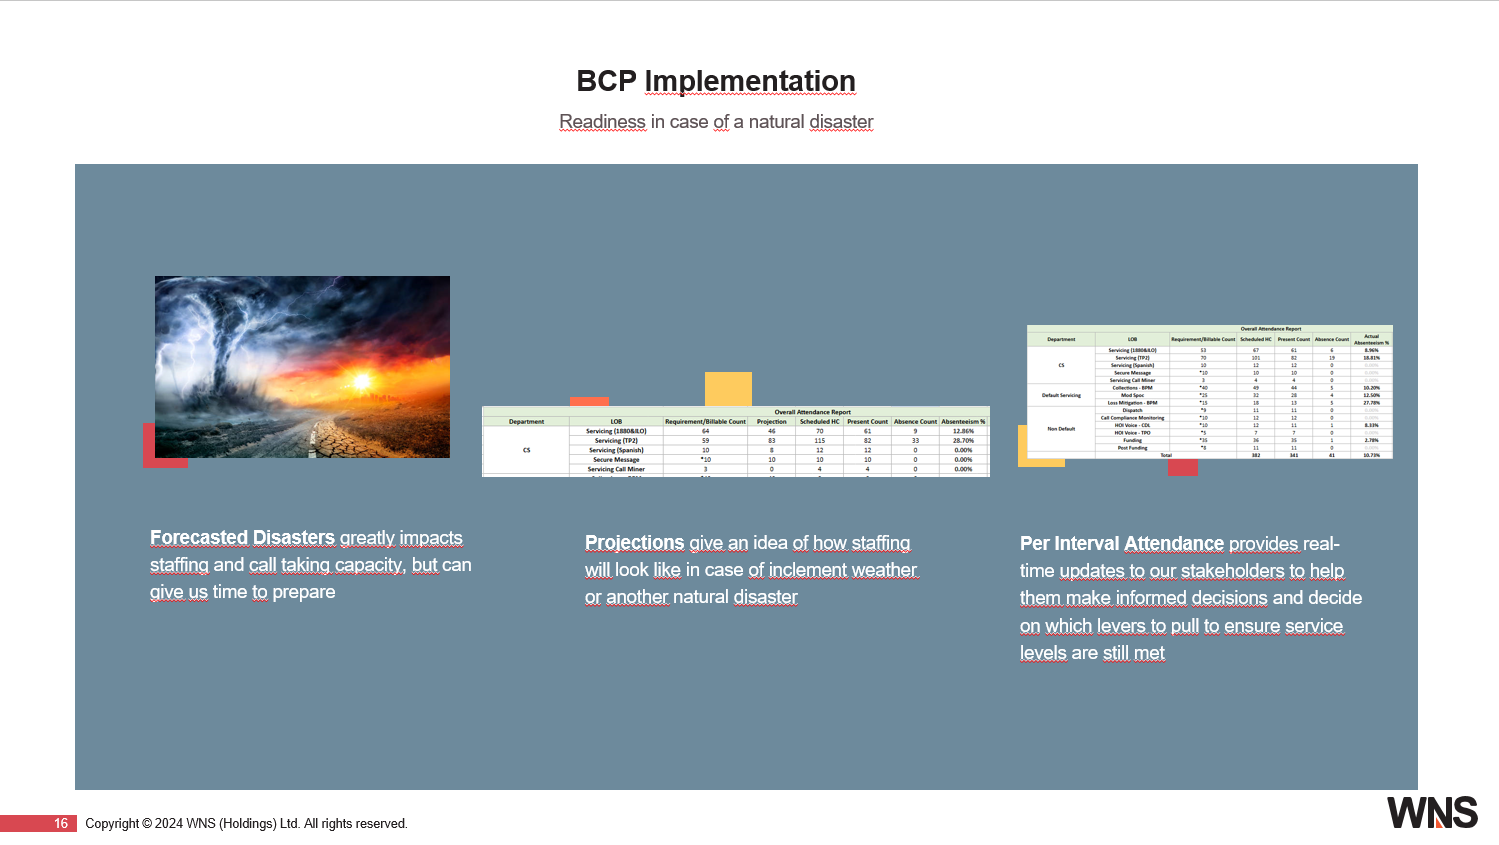 BCP Implementation
Readiness in case of a natural disaster
Overall Attendance Report
Department LOB Requirement/Billable Count Projection Scheduled HC Present Count Absence Count Absenteeism %
CS
Servicing (1880&ILO) 64 46 70 61 9 12.86%
Servicing (TP2) 59 83 115 82 33 28.70%
Servicing (Spanish) 10 8 12 12 0 0.00%
Secure Message *10 10 10 10 0 0.00%
Servicing Call Miner 3 0 4 4 0 0.00%
Overall Attendance Report
Department LOB Requirement/Billable Count Scheduled HC Present Count Absence Count Actual Absenteeism %
CS
Servicing (1880&ILO) 53 67 61 6 8.96%
Servicing (TP2) 70 101 82 19 18.81%
Servicing (Spanish) 10 12 12 0 0.00%
Secure Message *10 10 10 0 0.00%
Servicing Call Miner 3 4 4 0 0.00%
Default Servicing
Collections - BPM *40 49 44 5 10.20%
Mod Spoc *25 32 28 4 12.50%
Loss Mitigation - BPM *15 18 13 5 27.78%
Non Default
Dispatch *9 11 11 0 0.00%
Call Compliance Monitoring 12 12 0 0.00%
HOI Voice - CDL *10 12 11 1 8.33%
HOI Voice - TPO *5 7 7 0 0.00%
Funding *35 36 35 1 2.78%
Post Funding *8 11 11 0 0.00%
Total 382 341 41 10.73%
Forecasted Disasters greatly impacts
staffing and call taking capacity, but can
give us time to prepare
Projections give an idea of how staffing
will look like in case of inclement weather
or another natural disaster
Per Interval Attendance provides real-
time updates to our stakeholders to help
them make informed decisions and decide
on which levers to pull to ensure service
levels are still met
16 Copyright © 2024 WNS (Holdings) Ltd. All rights reserved.
WNS